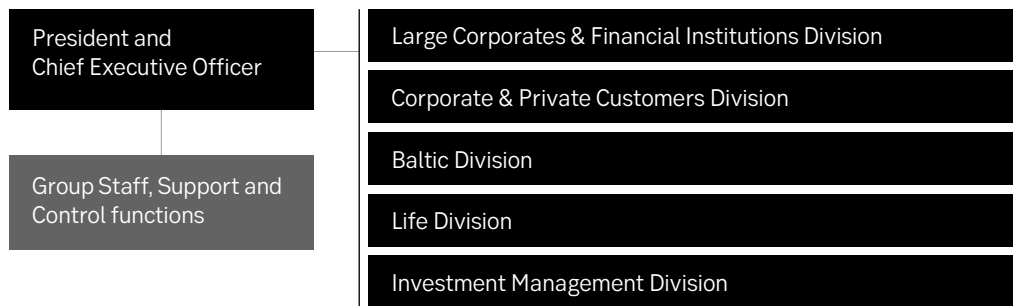 President and
Chief Executive Officer
Group Staff, Support and
Control functions
Large Corporates & Financial Institutions Division
Corporate & Private Customers Division
Baltic Division
Life Division
Investment Management Division